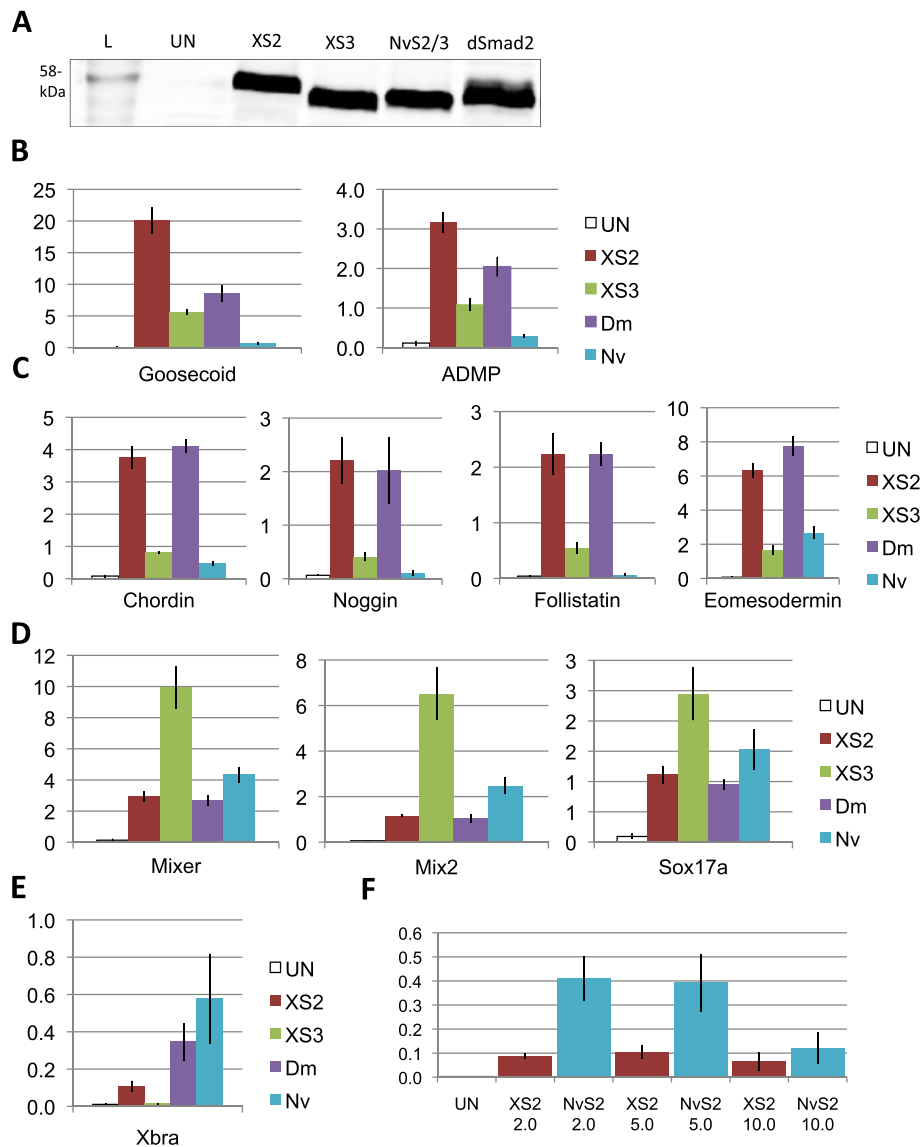 A
L UN XS2 XS3 NvS2/3 dSmad2
58-
kDa
B
25
20
15
10
5
0
Goosecoid
4.0
3.0
2.0
1.0
0.0
ADMP
UN
XS2
XS3
Dm
Nv
C
5
4
3
2
1
0
Chordin
3
2
1
0
Noggin
3
2
1
0
Follistatin
10
8
6
4
2
0
Eomesodermin
UN
XS2
XS3
Dm
Nv
D
12
10
8
6
4
2
0
Mixer
8
6
4
2
0
Mix2
3
3
2
2
1
1
0
Sox17a
UN
XS2
XS3
Dm
Nv
E
1.0
0.8
0.6
0.4
0.2
0.0
Xbra
UN
XS2
XS3
Dm
Nv
F
0.6
0.5
0.4
0.3
0.2
0.1
0.0
UN XS2 NvS2 XS2 NvS2 XS2 NvS2
2.0 2.0 5.0 5.0 10.0 10.0